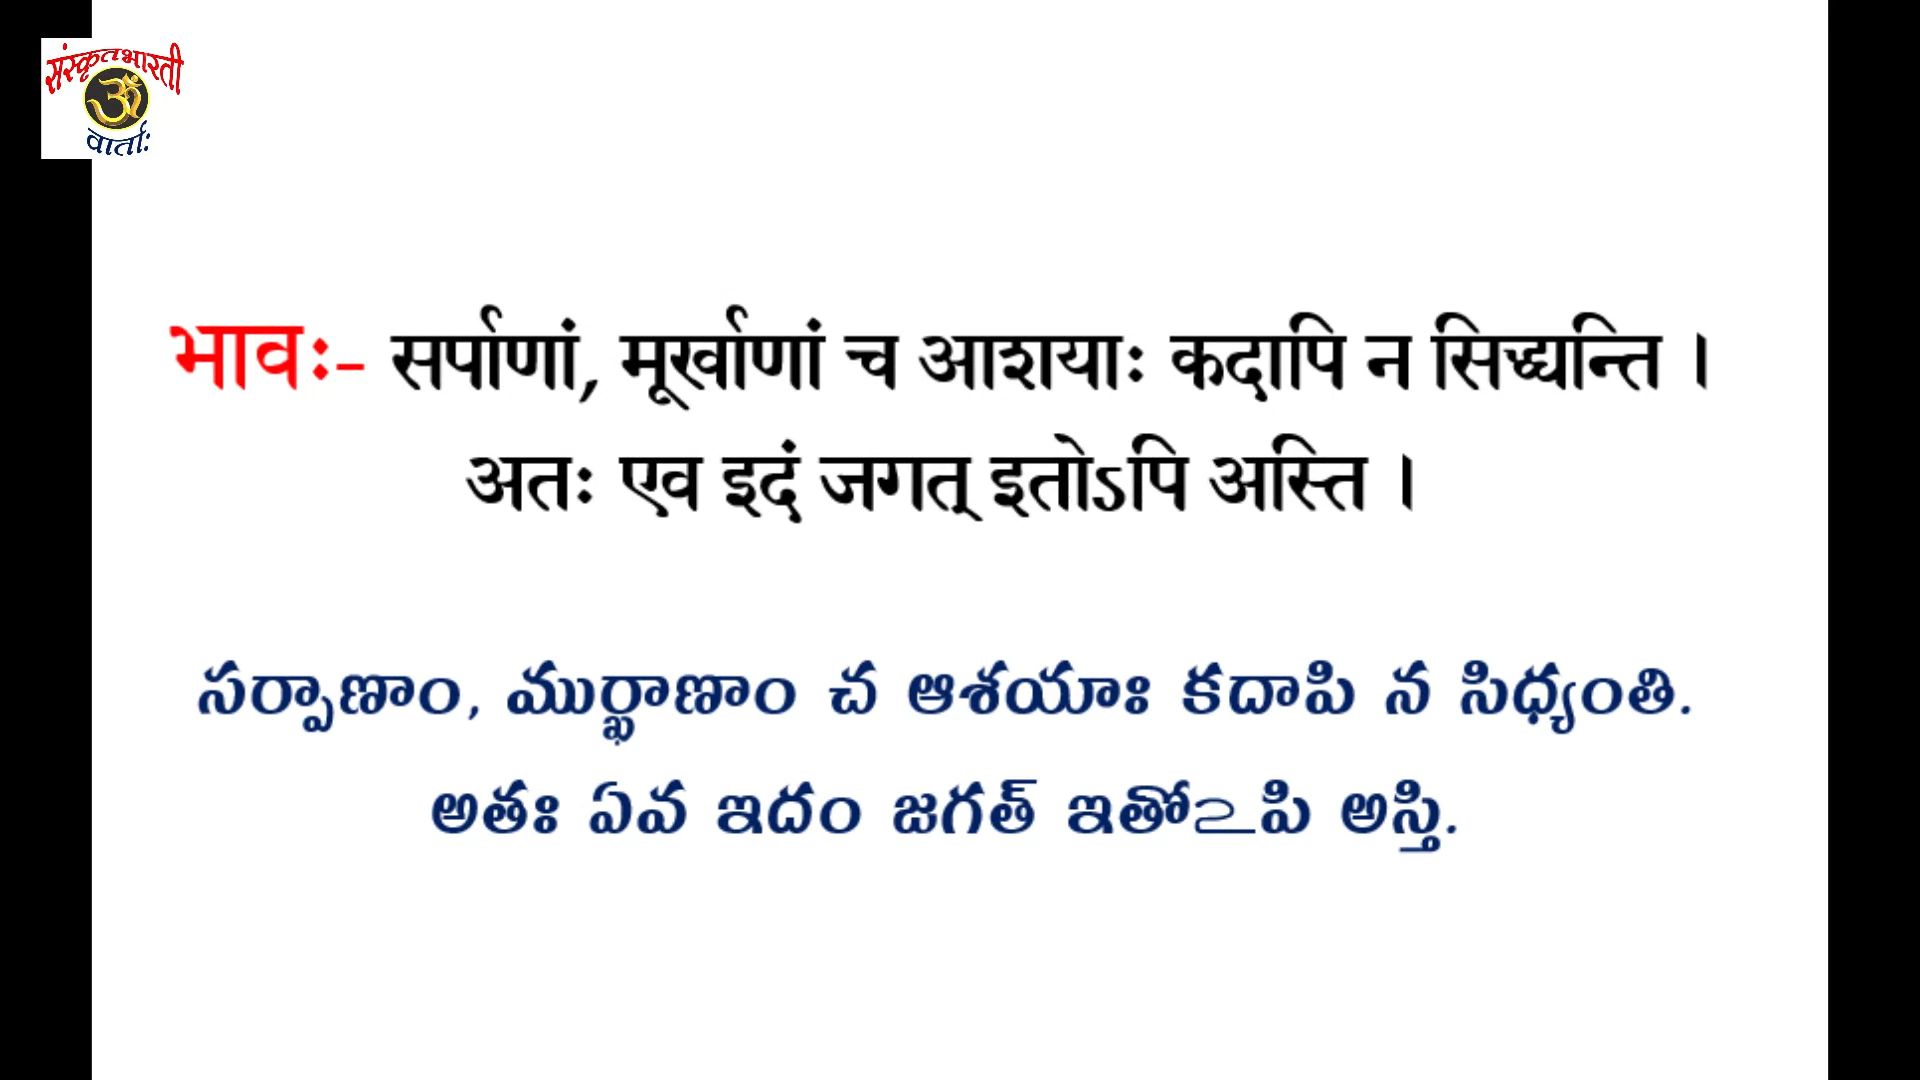 संस्कृतभारती
ॐ
वार्ताः
भावः- सर्पाणां, मूर्खाणां च आशयाः कदापि न सिद्ध्यन्ति ।
अतः एव इदं जगत् इतोऽपि अस्ति ।
సర్పాణాం, ముర్ఖాణాం చ ఆశయాః కదాపి న సిధ్యంతి.
అతః ఏవ ఇదం జగత్ ఇతోఽపి అస్తి.